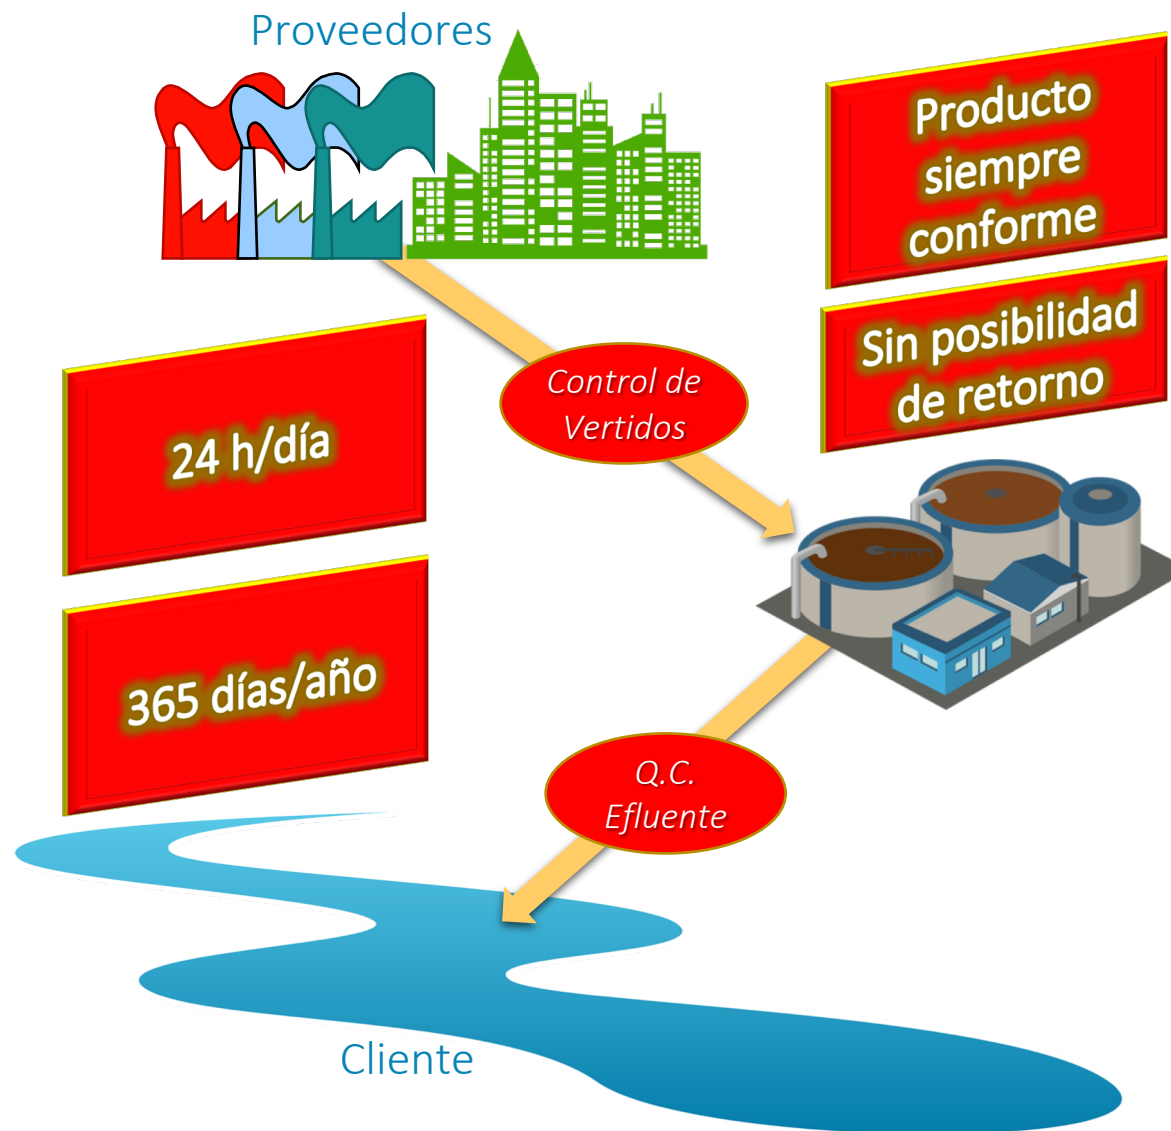 Proveedores
Producto
siempre
conforme
Sin posibilidad
de retorno
24 h/día
Control de
Vertidos
365 días/año
Q.C.
Efluente
Cliente